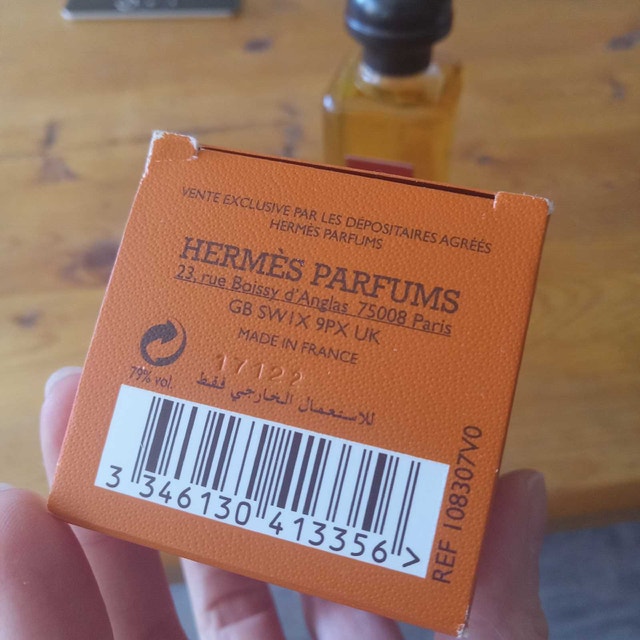 VENTE EXCLUSIVE PAR LES DÉPOSITAIRES AGRÉÉS
HERMÈS PARFUMS
HERMÈS PARFUMS
23, rue Boissy d'Anglas 75008 Paris
GB SW1X 9PX UK
MADE IN FRANCE
17122
79% vol.
للاستعمال الخارجي فقط
3 346130 413356 >
REF 108307V0